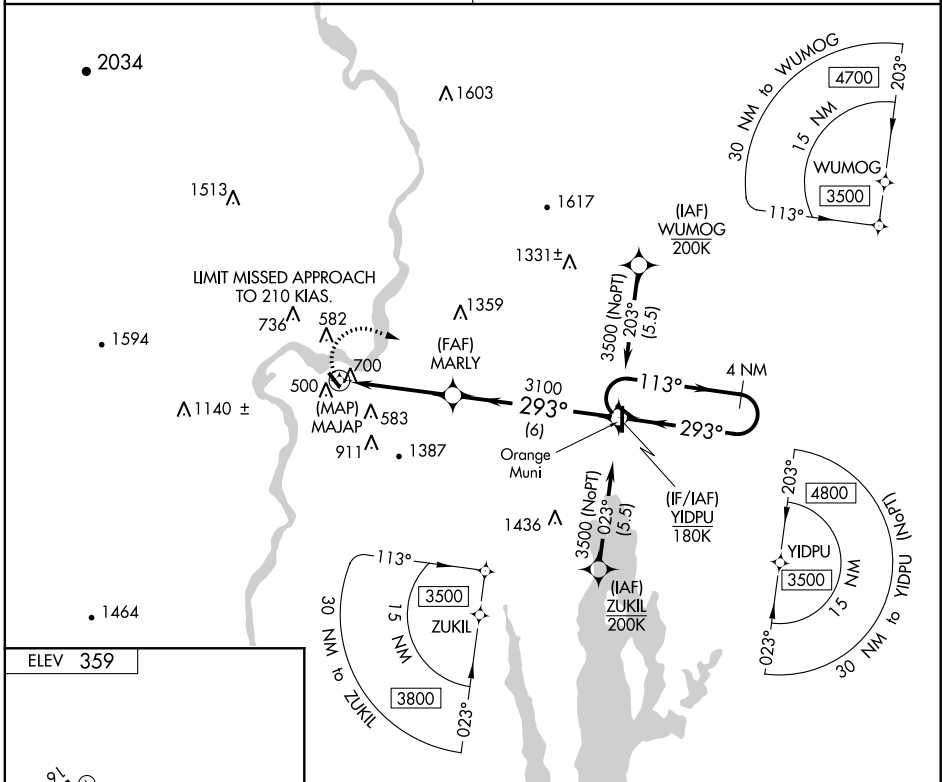 2034
1603
1513
1617
(IAF)
WUMOG
200K
1331±
30 NM to WUMOG
4700
203°
15 NM
WUMOG
3500
113°
LIMIT MISSED APPROACH
TO 210 KIAS.
736
582
1359
1594
(FAF)
MARLY
3500 (NoPT)
203°
(5.5)
700
500
(MAP)
MAJAP
583
1140 ±
911
1387
3100
293°
(6)
113°
4 NM
293°
Orange
Muni
(IF/IAF)
YIDPU
180K
1436
3500 (NoPT)
023°
(5.5)
(IAF)
ZUKIL
200K
203°
4800
YIDPU
3500
15 NM
30 NM to YIDPU (NoPT)
023°
113°
3500
ZUKIL
15 NM
30 NM to ZUKIL
3800
023°
1464
ELEV 359
16